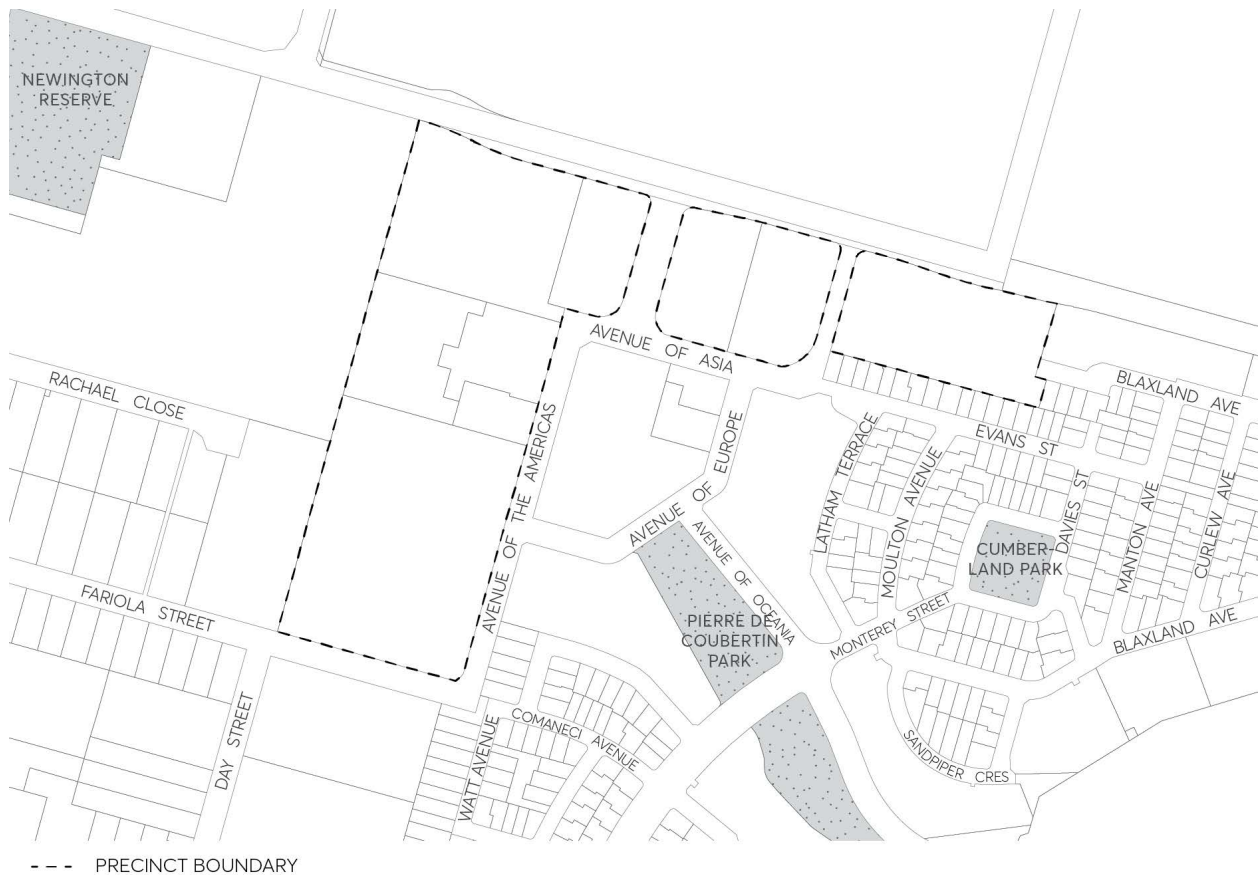 NEWINGTON
RESERVE
AVENUE OF ASIA
RACHAEL CLOSE
BLAXLAND AVE
EVANS ST
AVENUE OF THE AMERICAS
AVENUE OF EUROPE
LATHAM TERRACE
MOULTON AVENUE
DAVIES ST
MANTON AVE
CURLEW AVE
CUMBER-
LAND PARK
AVENUE OF OCEANIA
FARIOLA STREET
PIERRE DE
COUBERTIN
PARK
MONTEREY STREET
BLAXLAND AVE
DAY STREET
WATT AVENUE
COMANECI AVENUE
SANDPIPER CRES
PRECINCT BOUNDARY